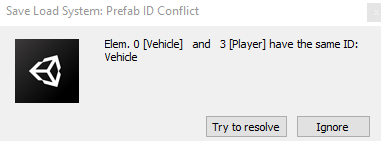 Save Load System: Prefab ID Conflict
Elem. 0 [Vehicle] and 3 [Player] have the same ID:
Vehicle
Try to resolve
Ignore